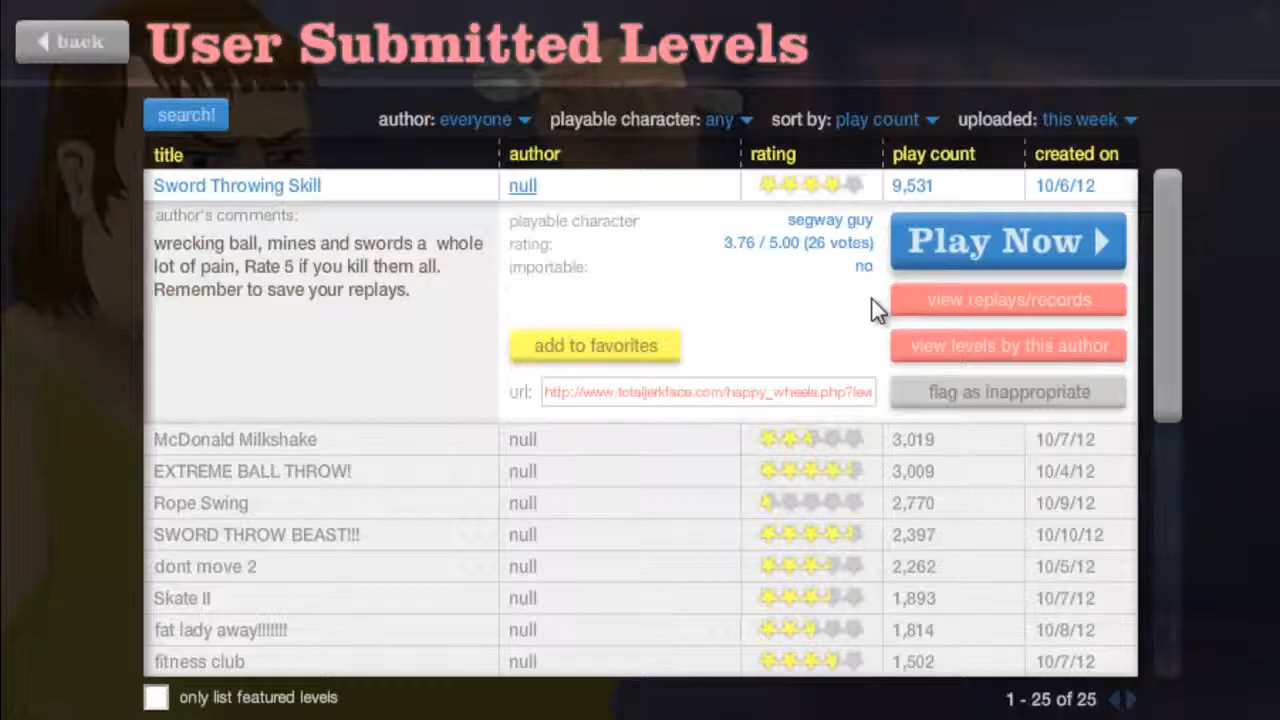 back
User Submitted Levels
search!
author: everyone playable character: any sort by: play count uploaded: this week
title author rating play count created on
Sword Throwing Skill null 9,531 10/6/12
author's comments:
wrecking ball, mines and swords a whole
lot of pain, Rate 5 if you kill them all.
Remember to save your replays.
playable character segway guy
rating: 3.76 / 5.00 (26 votes)
importable: no
add to favorites
url: http://www.totaljerkface.com/happy_wheels.php?lev
Play Now
view replays/records
view levels by this author
flag as inappropriate
McDonald Milkshake null 3,019 10/7/12
EXTREME BALL THROW! null 3,009 10/4/12
Rope Swing null 2,770 10/9/12
SWORD THROW BEAST!!! null 2,397 10/10/12
dont move 2 null 2,262 10/5/12
Skate II null 1,893 10/7/12
fat lady away!!!!!!! null 1,814 10/8/12
fitness club null 1,502 10/7/12
only list featured levels
1 - 25 of 25